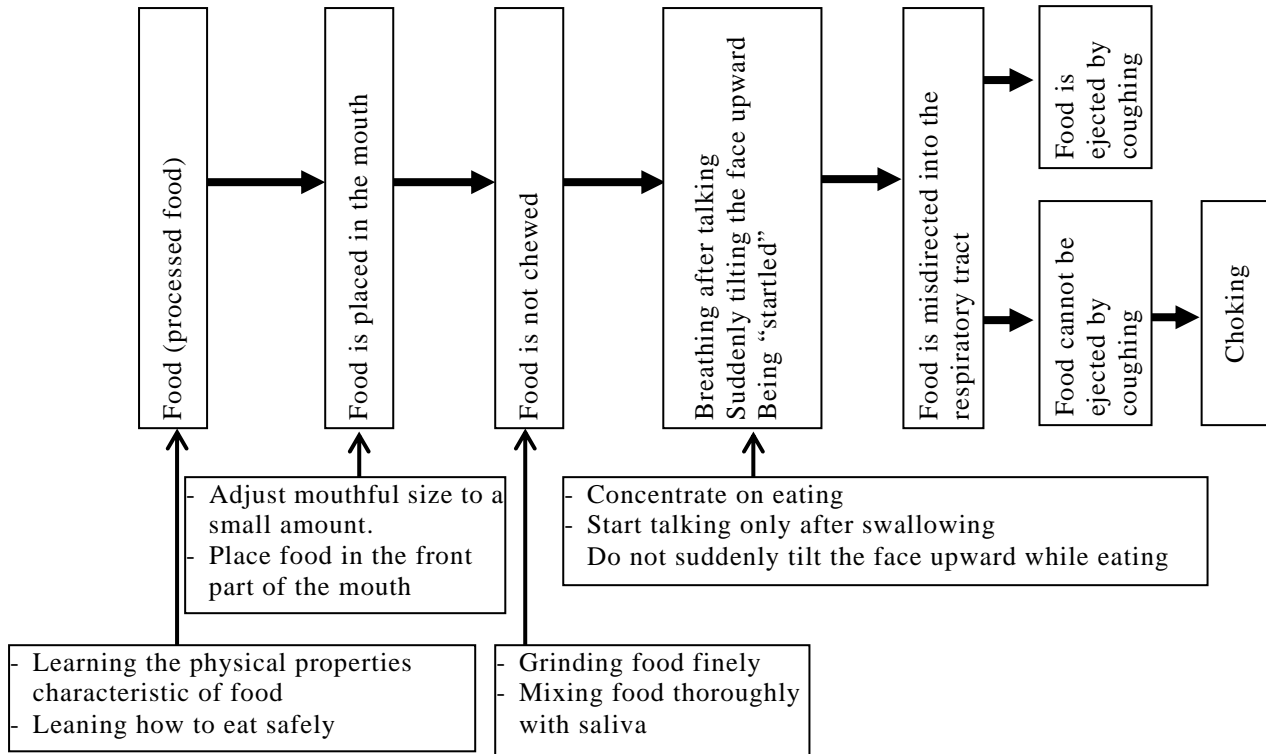 Food (processed food)
Food is placed in the mouth
Food is not chewed
Breathing after talking
Suddenly tilting the face upward
Being “startled”
Food is misdirected into the
respiratory tract
Food is
ejected by
coughing
Food cannot be
ejected by
coughing
Choking
- Adjust mouthful size to a
small amount.
- Place food in the front
part of the mouth
- Concentrate on eating
- Start talking only after swallowing
Do not suddenly tilt the face upward while eating
- Learning the physical properties
characteristic of food
- Leaning how to eat safely
- Grinding food finely
- Mixing food thoroughly
with saliva